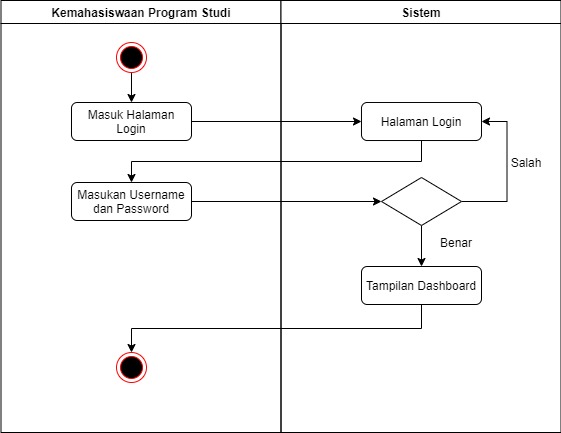 Kemahasiswaan Program Studi
Sistem
Masuk Halaman
Login
Halaman Login
Salah
Masukan Username
dan Password
Benar
Tampilan Dashboard